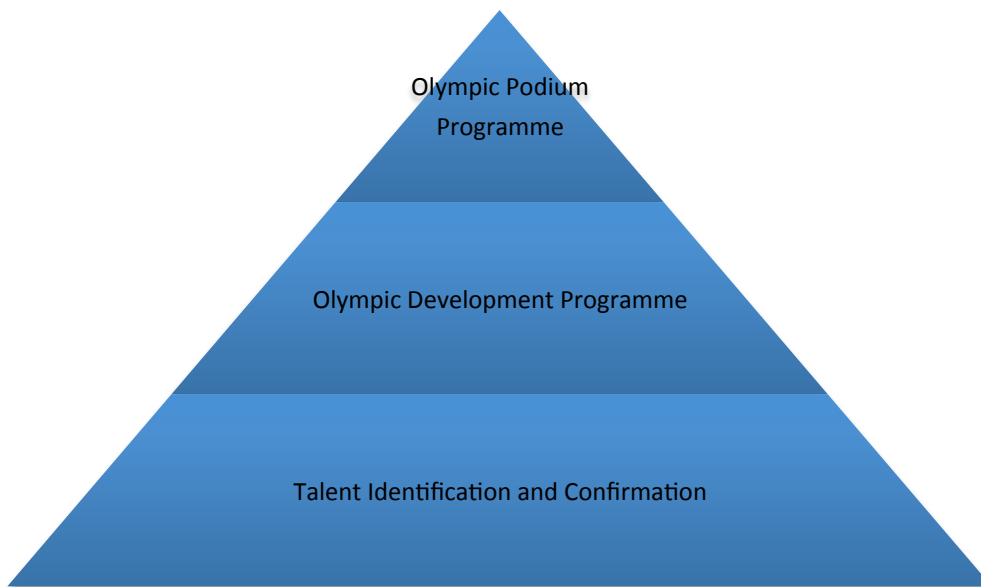 Olympic Podium
Programme
Olympic Development Programme
Talent Identification and Confirmation